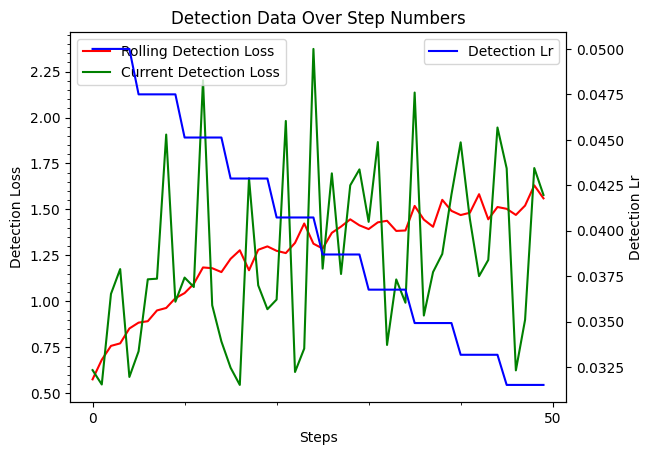 Detection Data Over Step Numbers
Rolling Detection Loss
Current Detection Loss
Detection Lr
2.25
2.00
1.75
1.50
1.25
1.00
0.75
0.50
Detection Loss
0.0500
0.0475
0.0450
0.0425
0.0400
0.0375
0.0350
0.0325
Detection Lr
0
50
Steps